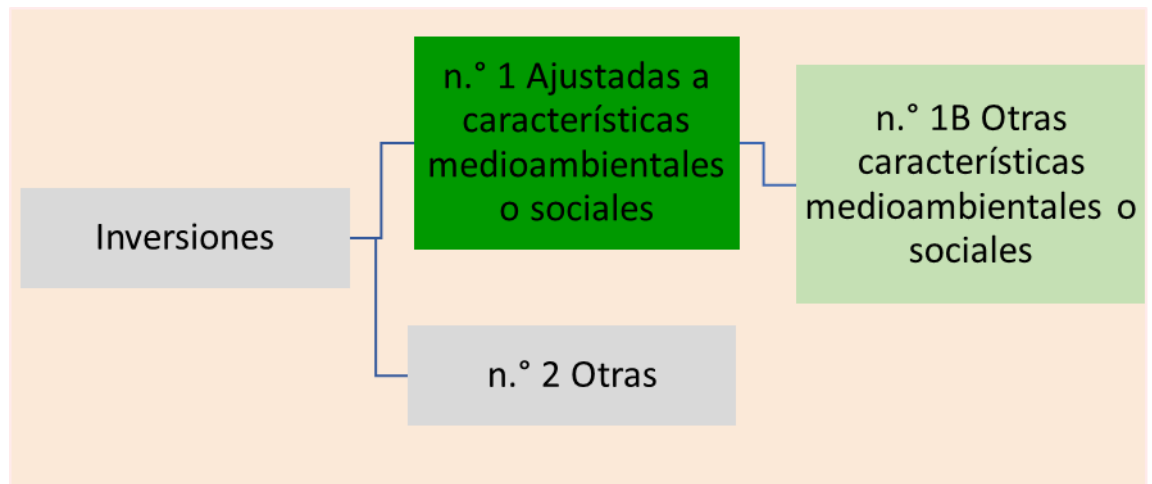 n.° 1 Ajustadas a
características
medioambientales
o sociales
n.° 1B Otras
características
medioambientales o
sociales
Inversiones
n.° 2 Otras